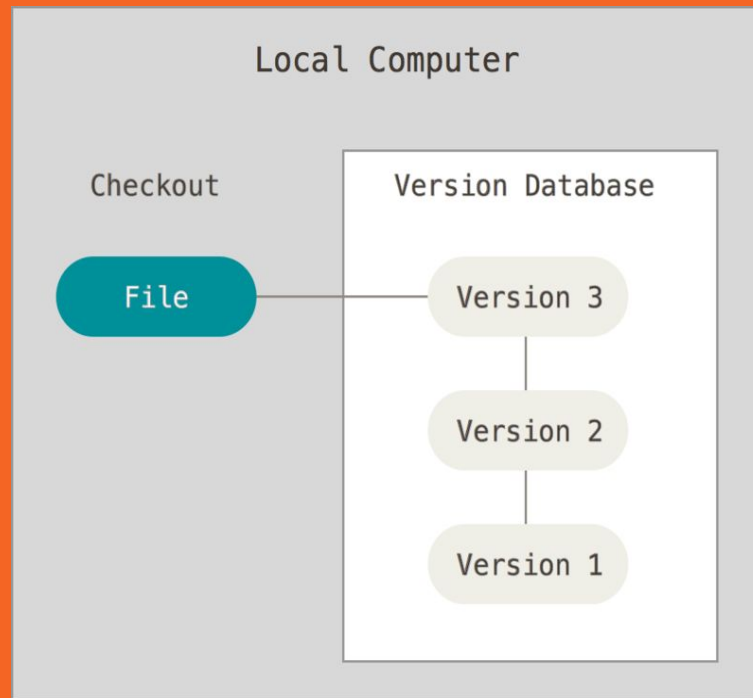 Local Computer
Checkout
Version Database
File
Version 3
Version 2
Version 1